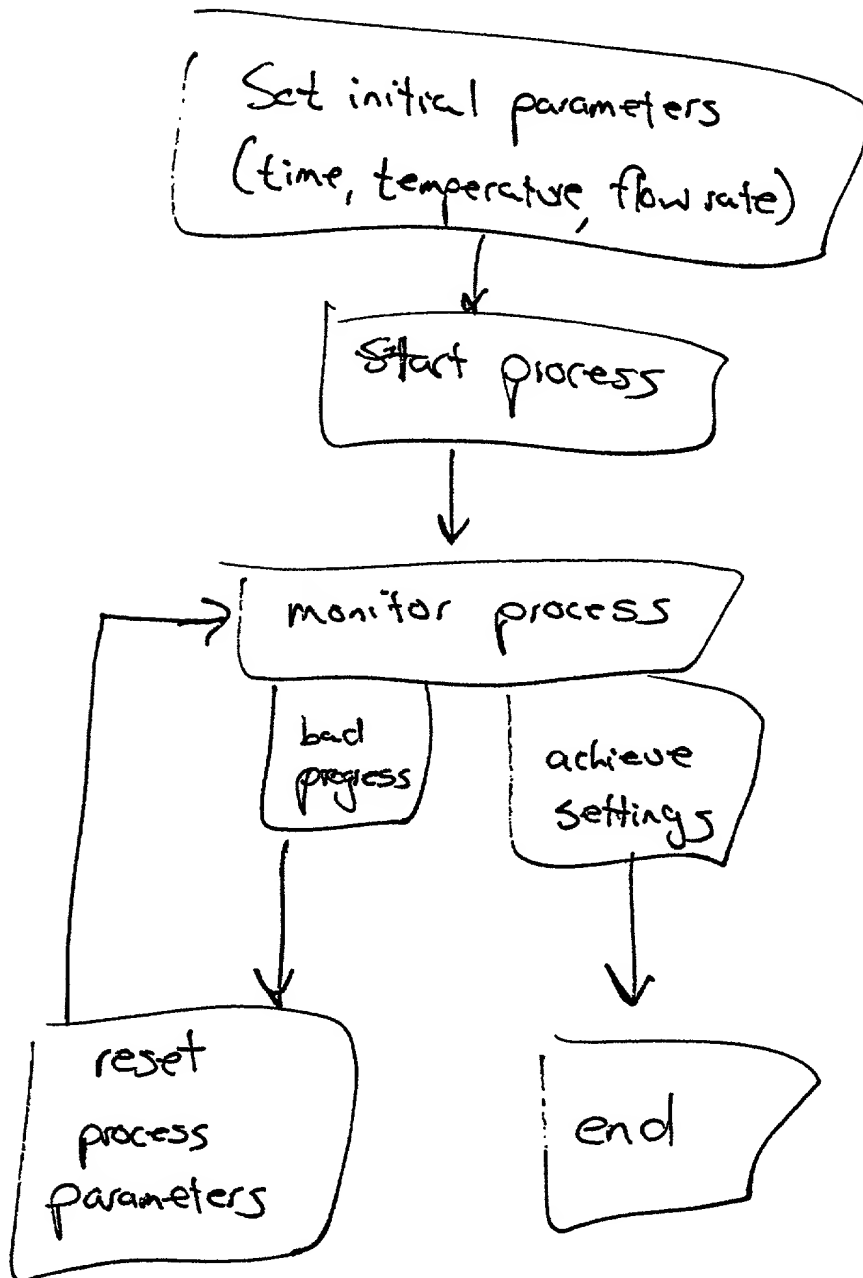 Set initial parameters
(time, temperature, flow rate)
Start process
monitor process
bad
progress
achieve
settings
reset
process
parameters
end